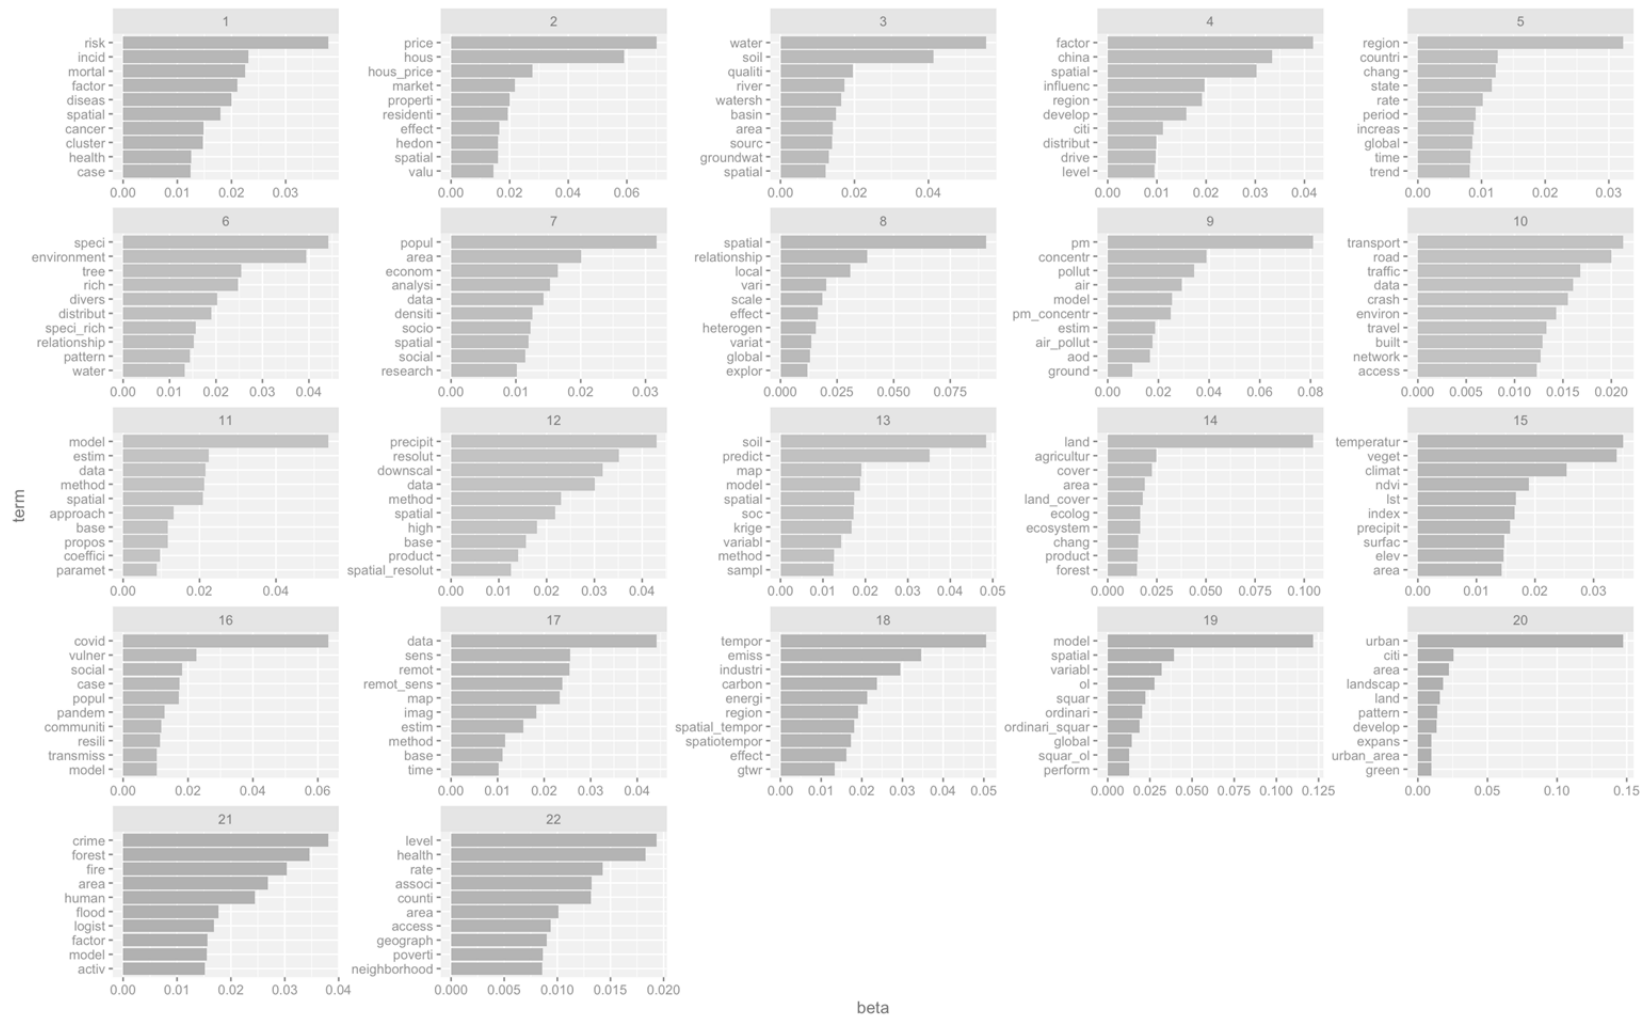 1
risk
incid
mortal
factor
diseas
spatial
cancer
cluster
health
case
0.00 0.01 0.02 0.03
2
price
hous
hous_price
market
properti
residenti
effect
hedon
spatial
valu
0.00 0.02 0.04 0.06
3
water
soil
qualiti
river
watersh
basin
area
sourc
groundwat
spatial
0.00 0.02 0.04
4
factor
china
spatial
influenc
region
develop
citi
distribut
drive
level
0.00 0.01 0.02 0.03 0.04
5
region
countri
chang
state
rate
period
increas
global
time
trend
0.00 0.01 0.02 0.03
6
speci
environment
tree
rich
divers
distribut
speci_rich
relationship
pattern
water
0.00 0.01 0.02 0.03 0.04
7
popul
area
econom
analysi
data
densiti
socio
spatial
social
research
0.00 0.01 0.02 0.03
8
spatial
relationship
local
vari
scale
effect
heterogen
variat
global
explor
0.000 0.025 0.050 0.075
9
pm
concentr
pollut
air
model
pm_concentr
estim
air_pollut
aod
ground
0.00 0.02 0.04 0.06 0.08
10
transport
road
traffic
data
crash
environ
travel
built
network
access
0.000 0.005 0.010 0.015 0.020
11
model
estim
data
method
spatial
approach
base
propos
coeffici
paramet
0.00 0.02 0.04
12
precipit
resolut
downscal
data
method
spatial
high
base
product
spatial_resolut
0.00 0.01 0.02 0.03 0.04
13
soil
predict
map
model
spatial
soc
krige
variabl
method
sampl
0.00 0.01 0.02 0.03 0.04 0.05
14
land
agricultur
cover
area
land_cover
ecolog
ecosystem
chang
product
forest
0.000 0.025 0.050 0.075 0.100
15
temperatur
veget
climat
ndvi
lst
index
precipit
surfac
elev
area
0.00 0.01 0.02 0.03
16
covid
vulner
social
case
popul
pandem
communiti
resili
transmiss
model
0.00 0.02 0.04 0.06
17
data
sens
remot
remot_sens
map
imag
estim
method
base
time
0.00 0.01 0.02 0.03 0.04
18
tempor
emiss
industri
carbon
energi
region
spatial_tempor
spatiotempor
effect
gtwr
0.00 0.01 0.02 0.03 0.04 0.05
19
model
spatial
variabl
ol
squar
ordinari
ordinari_squar
global
squar_ol
perform
0.000 0.025 0.050 0.075 0.100 0.125
20
urban
citi
area
landscap
land
pattern
develop
expans
urban_area
green
0.00 0.05 0.10 0.15
21
crime
forest
fire
area
human
flood
logist
factor
model
activ
0.00 0.01 0.02 0.03 0.04
22
level
health
rate
associ
counti
area
access
geograph
poverti
neighborhood
0.000 0.005 0.010 0.015 0.020
term
beta